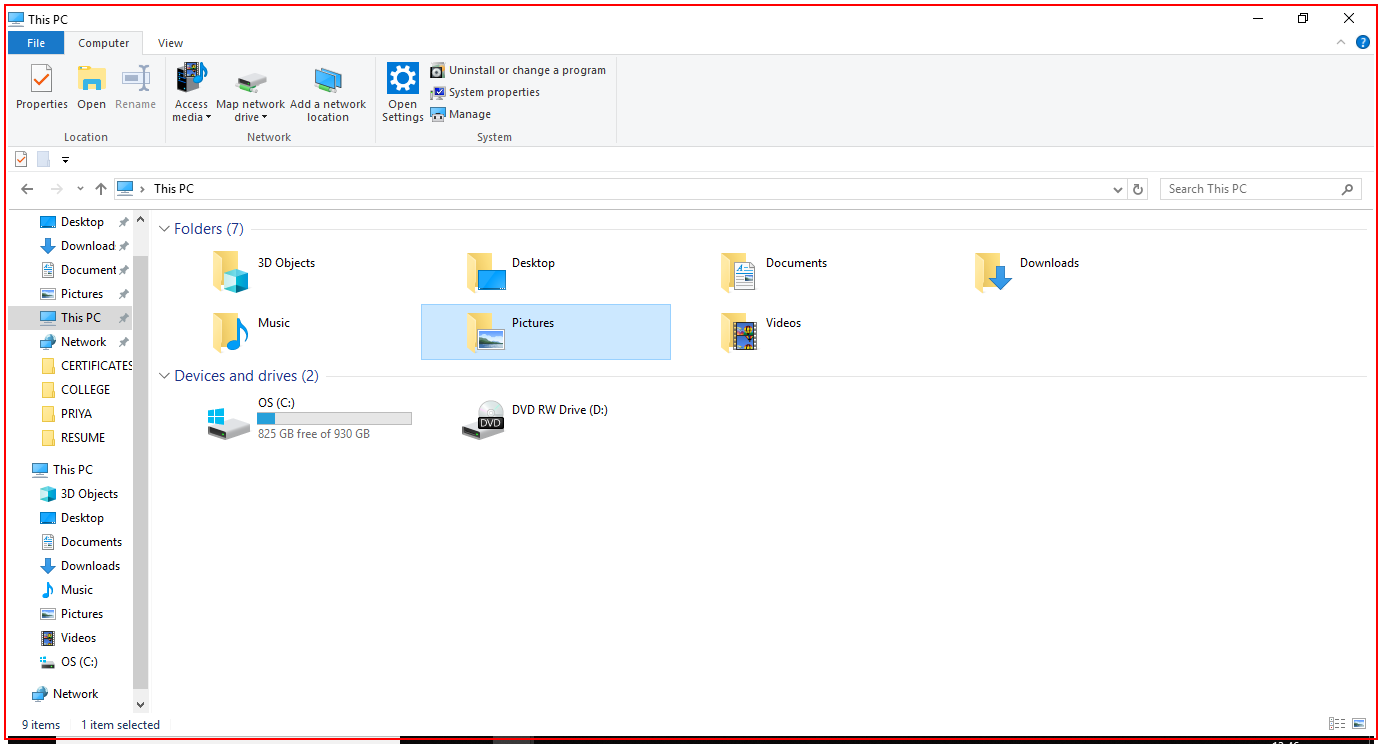 This PC
File Computer View
Properties Open Rename
Access media Map network drive Add a network location
Open Settings
Uninstall or change a program
System properties
Manage
Location Network System
This PC
Search This PC
Desktop
Download
Document
Pictures
This PC
Network
CERTIFICATES
COLLEGE
PRIYA
RESUME
This PC
3D Objects
Desktop
Documents
Downloads
Music
Pictures
Videos
OS (C:)
Network
Folders (7)
3D Objects Desktop Documents Downloads
Music Pictures Videos
Devices and drives (2)
OS (C:)
825 GB free of 930 GB
DVD RW Drive (D:)
DVD
9 items 1 item selected